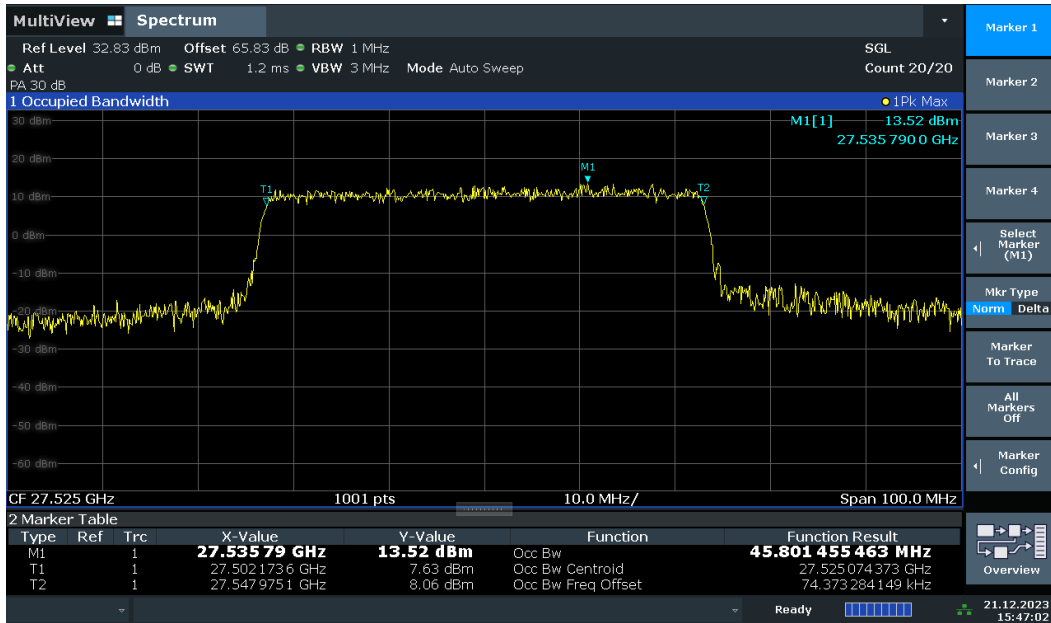 MultiView Spectrum
Ref Level 32.83 dBm Offset 65.83 dB RBW 1 MHz SGL
Att 0 dB SWT 1.2 ms VBW 3 MHz Mode Auto Sweep Count 20/20
PA 30 dB
1 Occupied Bandwidth 1Pk Max
30 dBm M1[1] 13.52 dBm
27.535 790 0 GHz
20 dBm
M1
T1 T2
10 dBm
0 dBm
-10 dBm
-20 dBm
-30 dBm
-40 dBm
-50 dBm
-60 dBm
CF 27.525 GHz 1001 pts 10.0 MHz/ Span 100.0 MHz
2 Marker Table
Type Ref Trc X-Value Y-Value Function Function Result
M1 1 27.535 79 GHz 13.52 dBm Occ Bw 45.801 455 463 MHz
T1 1 27.502 173 6 GHz 7.63 dBm Occ Bw Centroid 27.525 074 373 GHz
T2 1 27.547 975 1 GHz 8.06 dBm Occ Bw Freq Offset 74.373 284 149 kHz
Ready 21.12.2023
15:47:02
Marker 1
Marker 2
Marker 3
Marker 4
Select
Marker
(M1)
Mkr Type
Norm Delta
Marker
To Trace
All
Markers
Off
Marker
Config
Overview